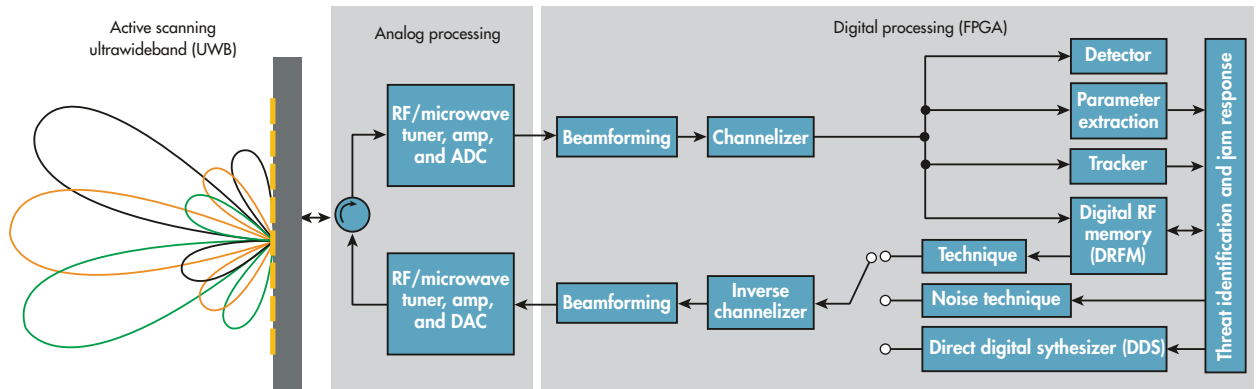 Active scanning
ultrawideband (UWB)
Analog processing
Digital processing (FPGA)
RF/microwave
tuner, amp,
and ADC
Beamforming
Channelizer
Detector
Parameter
extraction
Tracker
Digital RF
memory
(DRFM)
Technique
Noise technique
Direct digital sythesizer (DDS)
Threat identification and jam response
Inverse
channelizer
Beamforming
RF/microwave
tuner, amp,
and DAC